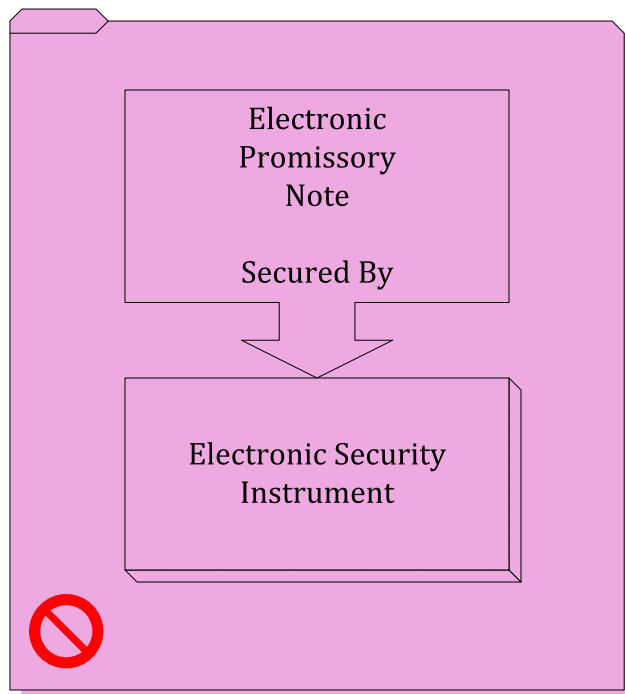 Electronic
Promissory
Note
Secured By
Electronic Security
Instrument